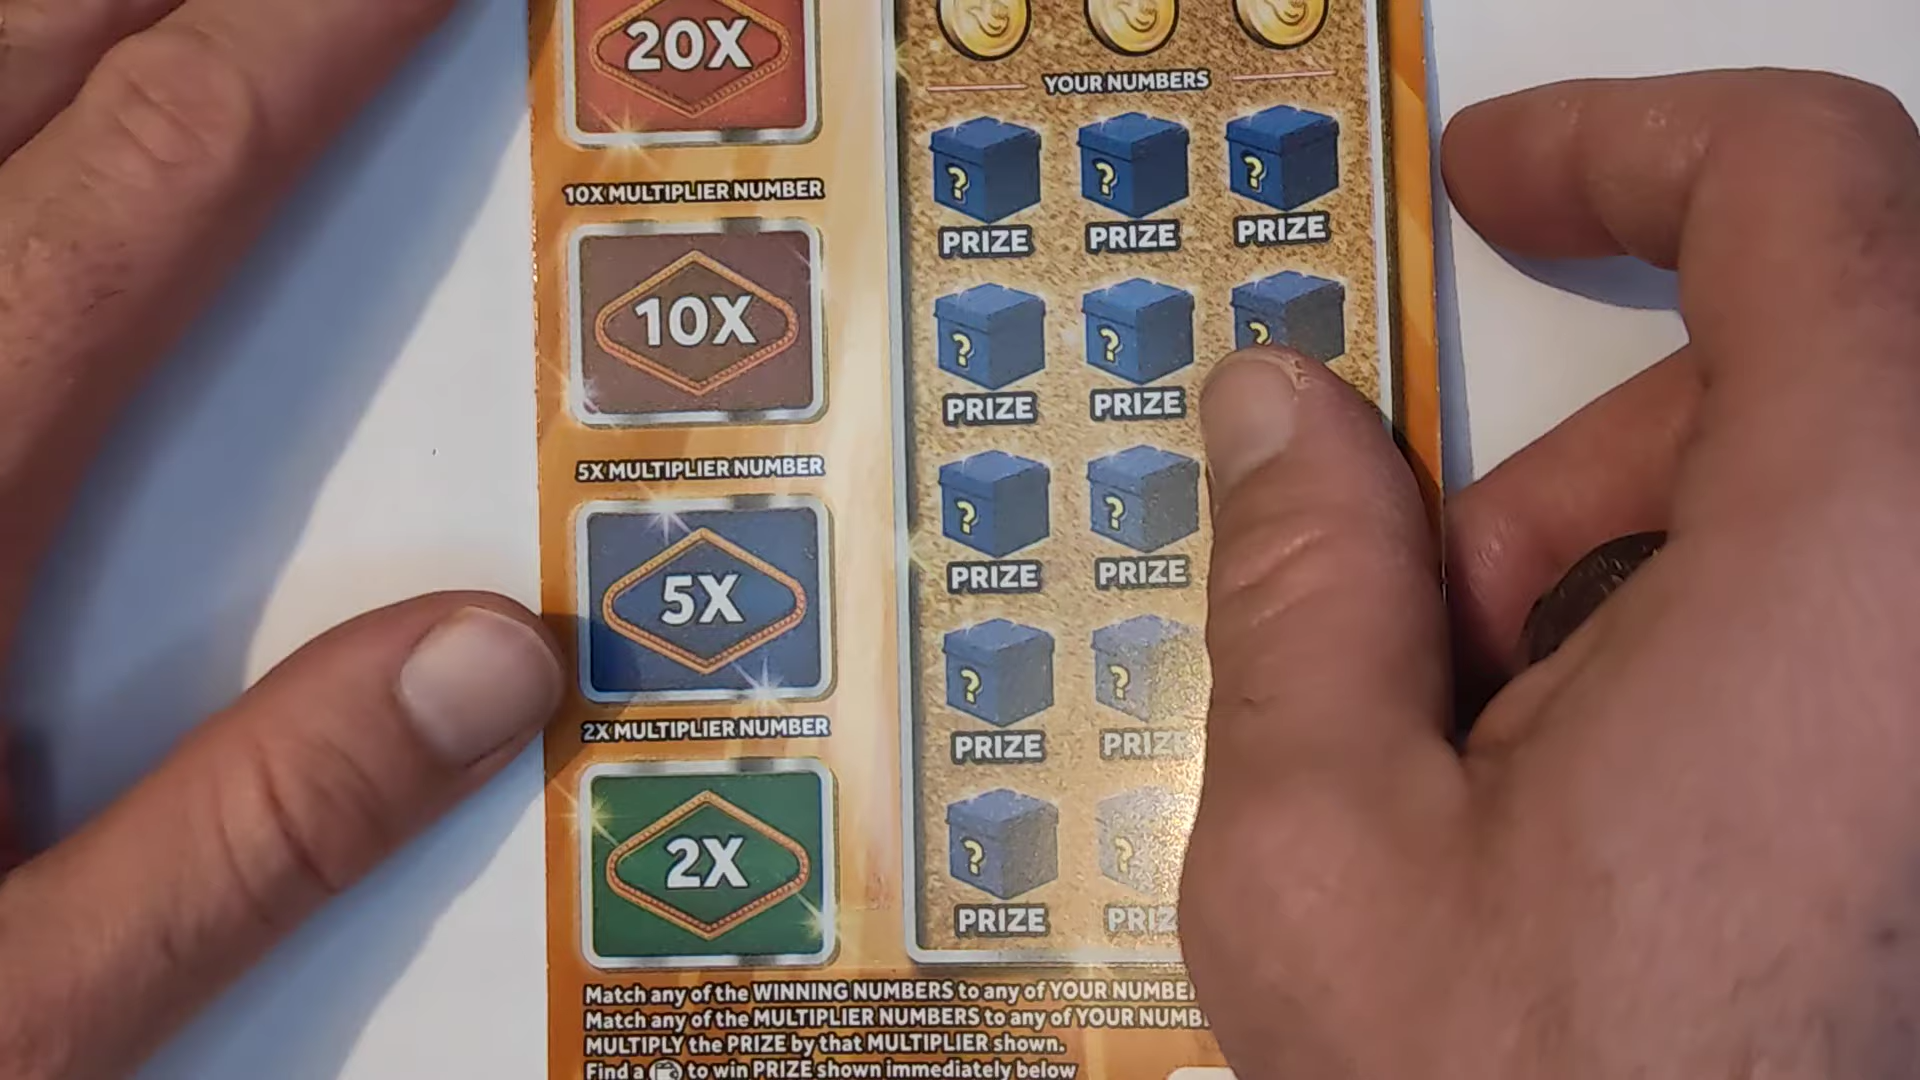 20X
10X MULTIPLIER NUMBER
10X
5X MULTIPLIER NUMBER
5X
2X MULTIPLIER NUMBER
2X
YOUR NUMBERS
? ? ?
PRIZE PRIZE PRIZE
? ? ?
PRIZE PRIZE
? ?
PRIZE PRIZE
? ?
PRIZE PRIZE
? ?
PRIZE PRIZ
Match any of the WINNING NUMBERS to any of YOUR NUMBE
Match any of the MULTIPLIER NUMBERS to any of YOUR NUMB
MULTIPLY the PRIZE by that MULTIPLIER shown.
Find a to win PRIZE shown immediately below